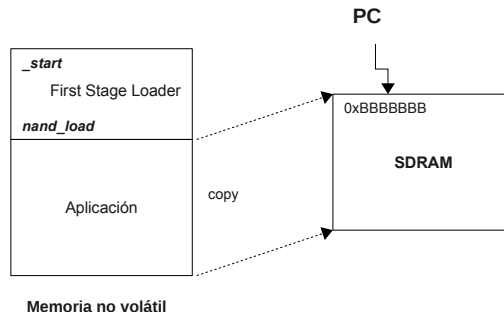 PC
_start
First Stage Loader
nand_load
0xBBBBBBB
SDRAM
copy
Aplicación
Memoria no volátil